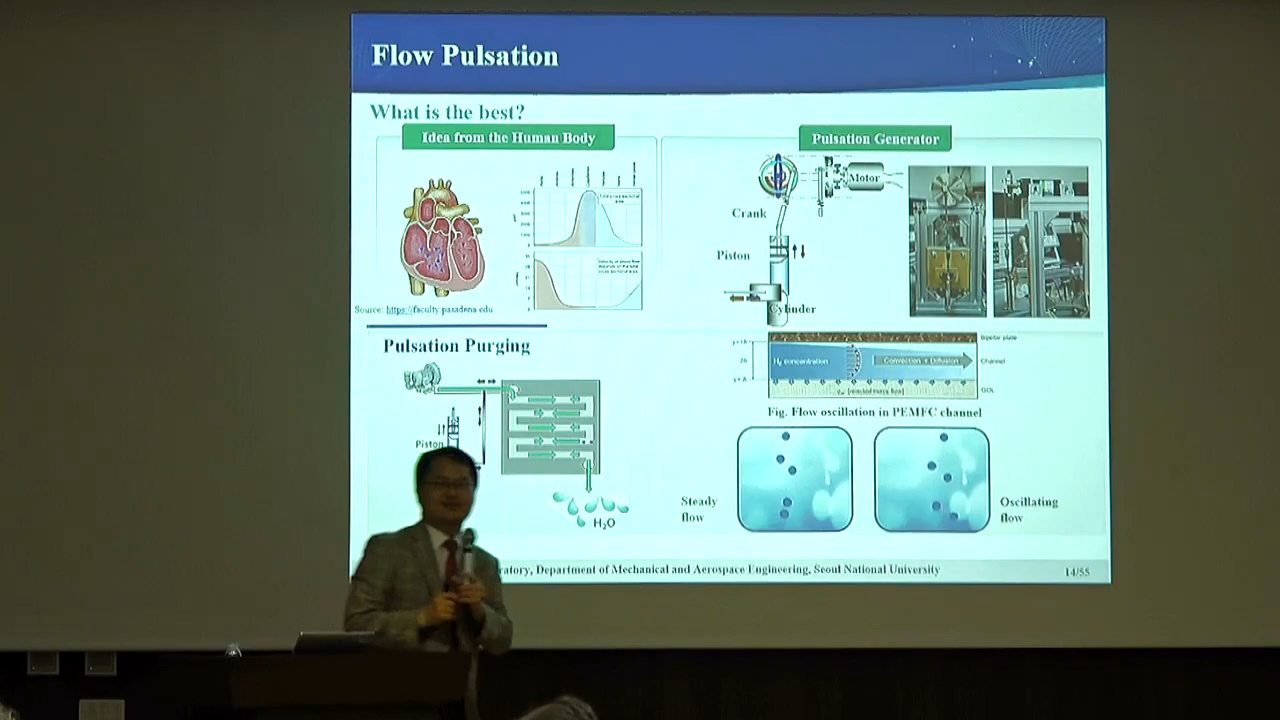 Flow Pulsation
What is the best?
Idea from the Human Body
Pulsation Generator
Motor
Crank
Piston
Cylinder
Source: https://faculty.pasadena.edu
Pulsation Purging
Piston
H₂O
bipolar plate
H₂ concentration
Convection + Diffusion
Channel
GDL
Fig. Flow oscillation in PEMFC channel
Steady
flow
Oscillating
flow
Department of Mechanical and Aerospace Engineering, Seoul National University
14/55